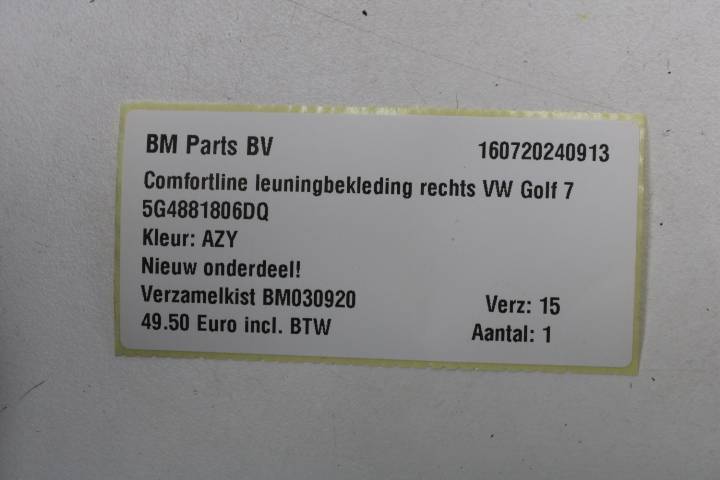 BM Parts BV 160720240913
Comfortline leuningbekleding rechts VW Golf 7
5G4881806DQ
Kleur: AZY
Nieuw onderdeel!
Verzamelkist BM030920 Verz: 15
49.50 Euro incl. BTW Aantal: 1